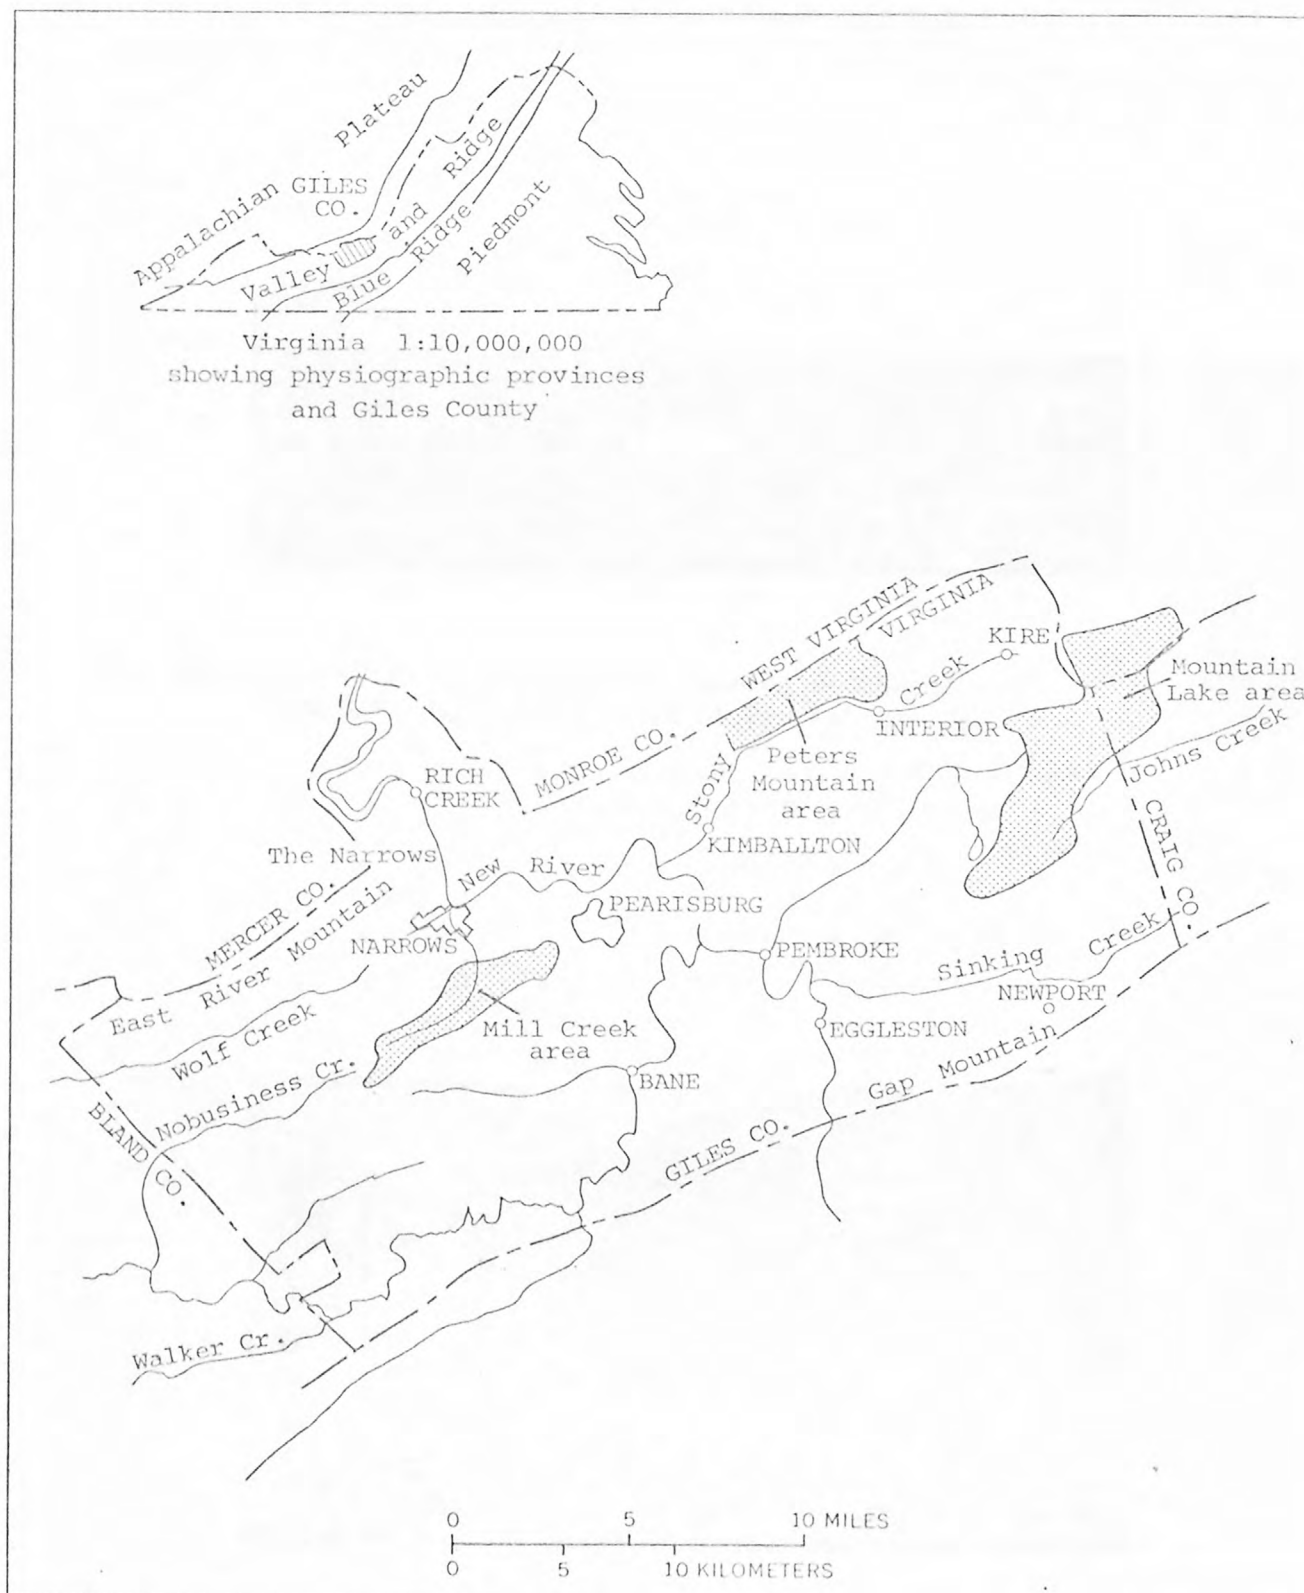 Appalachian Plateau
GILES
CO.
Valley and Ridge
Blue Ridge
Piedmont
Virginia 1:10,000,000
showing physiographic provinces
and Giles County
WEST VIRGINIA
VIRGINIA
KIRE
Mountain
Lake area
Stony Creek
INTERIOR
MONROE CO.
Peters
Mountain
area
Johns Creek
RICH
CREEK
KIMBALLTON
CRAIG CO.
The Narrows
New River
MERCER CO.
East River Mountain
NARROWS
PEARISBURG
PEMBROKE
Sinking Creek
NEWPORT
Wolf Creek
Mill Creek
area
EGGLESTON
Nobusiness Cr.
BANE
Gap Mountain
BLAND CO.
GILES CO.
Walker Cr.
0 5 10 MILES
0 5 10 KILOMETERS